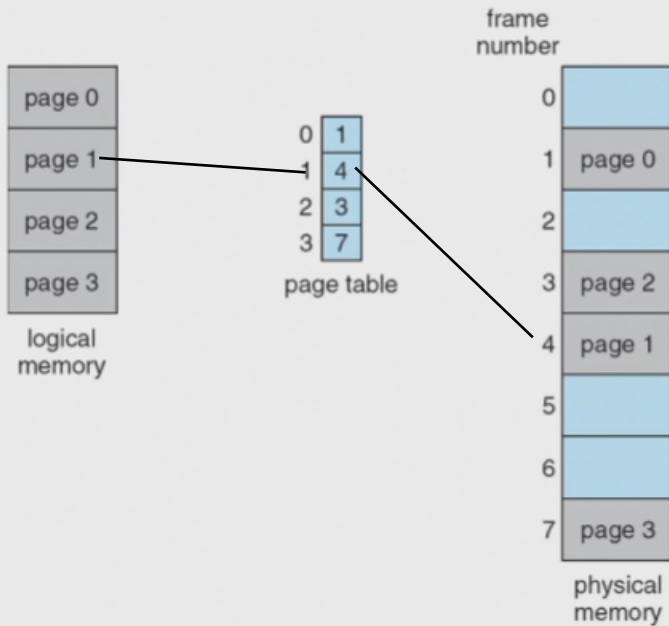 page 0
page 1
page 2
page 3
logical
memory
0 1
1 4
2 3
3 7
page table
frame
number
0
1 page 0
2
3 page 2
4 page 1
5
6
7 page 3
physical
memory